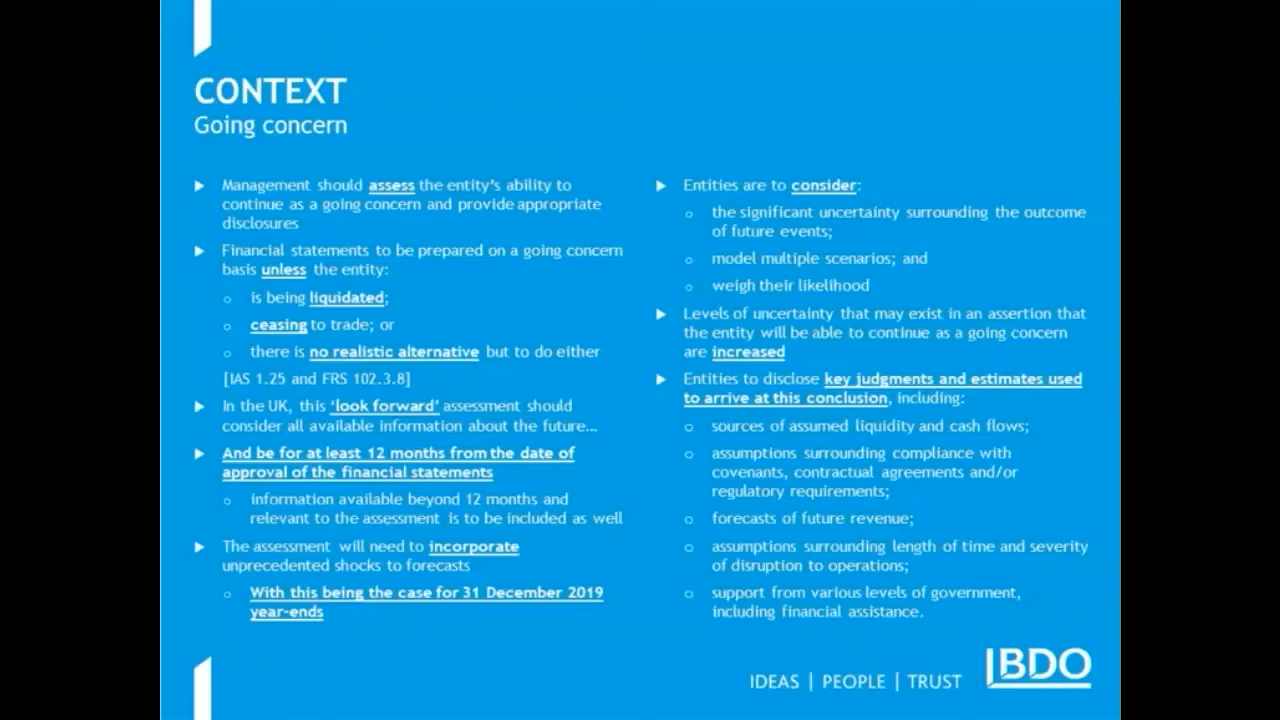 CONTEXT
Going concern
Management should assess the entity's ability to
continue as a going concern and provide appropriate
disclosures
Financial statements to be prepared on a going concern
basis unless the entity:
is being liquidated;
ceasing to trade; or
there is no realistic alternative but to do either
[IAS 1.25 and FRS 102.3.8]
In the UK, this 'look forward' assessment should
consider all available information about the future...
And be for at least 12 months from the date of
approval of the financial statements
information available beyond 12 months and
relevant to the assessment is to be included as well
The assessment will need to incorporate
unprecedented shocks to forecasts
With this being the case for 31 December 2019
year-ends
Entities are to consider:
the significant uncertainty surrounding the outcome
of future events;
model multiple scenarios; and
weigh their likelihood
Levels of uncertainty that may exist in an assertion that
the entity will be able to continue as a going concern
are increased
Entities to disclose key judgments and estimates used
to arrive at this conclusion, including:
sources of assumed liquidity and cash flows;
assumptions surrounding compliance with
covenants, contractual agreements and/or
regulatory requirements;
forecasts of future revenue;
assumptions surrounding length of time and severity
of disruption to operations;
support from various levels of government,
including financial assistance.
IDEAS | PEOPLE | TRUST
BDO